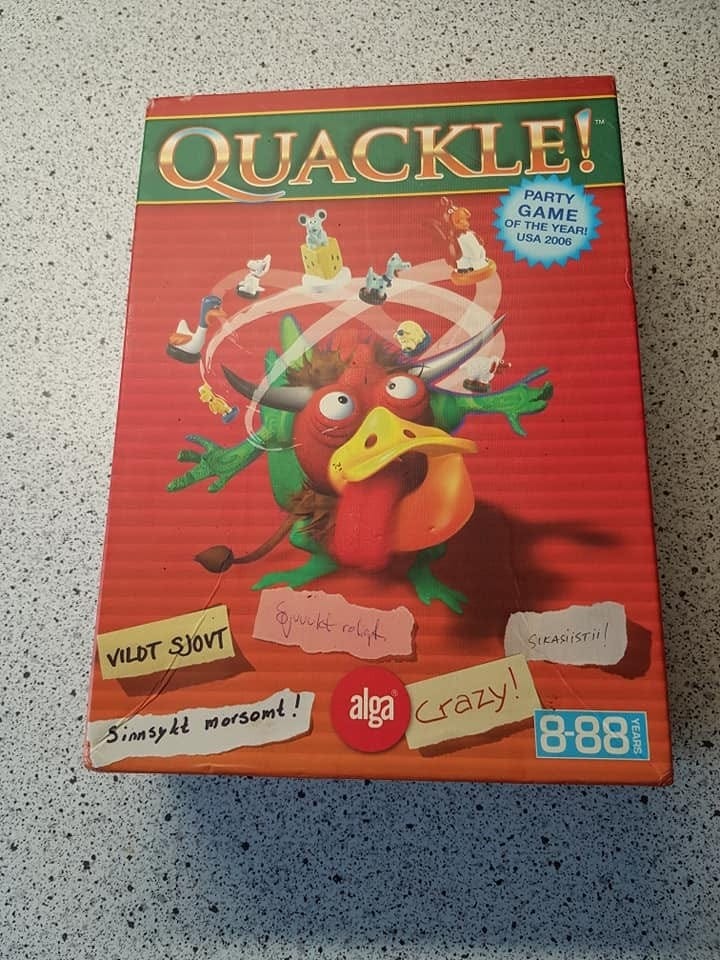 QUACKLE!™
PARTY
GAME
OF THE YEAR!
USA 2006
VILDT SJOVT
Sjuuukt roligt
SIKASIISTII!
Sinnsykt morsomt!
alga®
Crazy!
8-88 YEARS